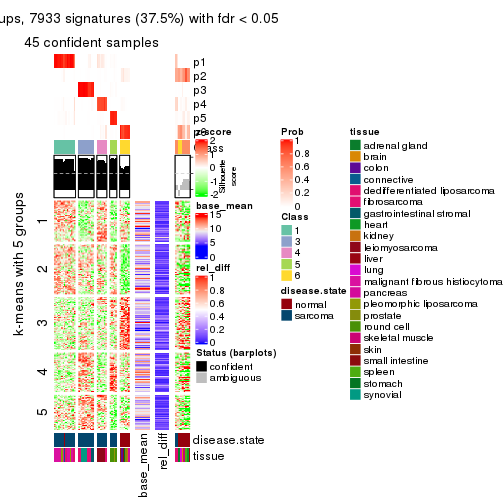 ups, 7933 signatures (37.5%) with fdr < 0.05
45 confident samples
p1
p2
p3
p4
p5
Class
Silhouette
score
k-means with 5 groups
1
2
3
4
5
disease.state
tissue
base_mean
rel_diff
z-score
2
1
0
-1
-2
base_mean
15
10
5
0
rel_diff
1
0.8
0.6
0.4
0.2
0
Status (barplots)
confident
ambiguous
Prob
1
0.8
0.6
0.4
0.2
0
Class
1
3
4
5
6
disease.state
normal
sarcoma
tissue
adrenal gland
brain
colon
connective
dedifferentiated liposarcoma
fibrosarcoma
gastrointestinal stromal
heart
kidney
leiomyosarcoma
liver
lung
malignant fibrous histiocytoma
pancreas
pleomorphic liposarcoma
prostate
round cell
skeletal muscle
skin
small intestine
spleen
stomach
synovial